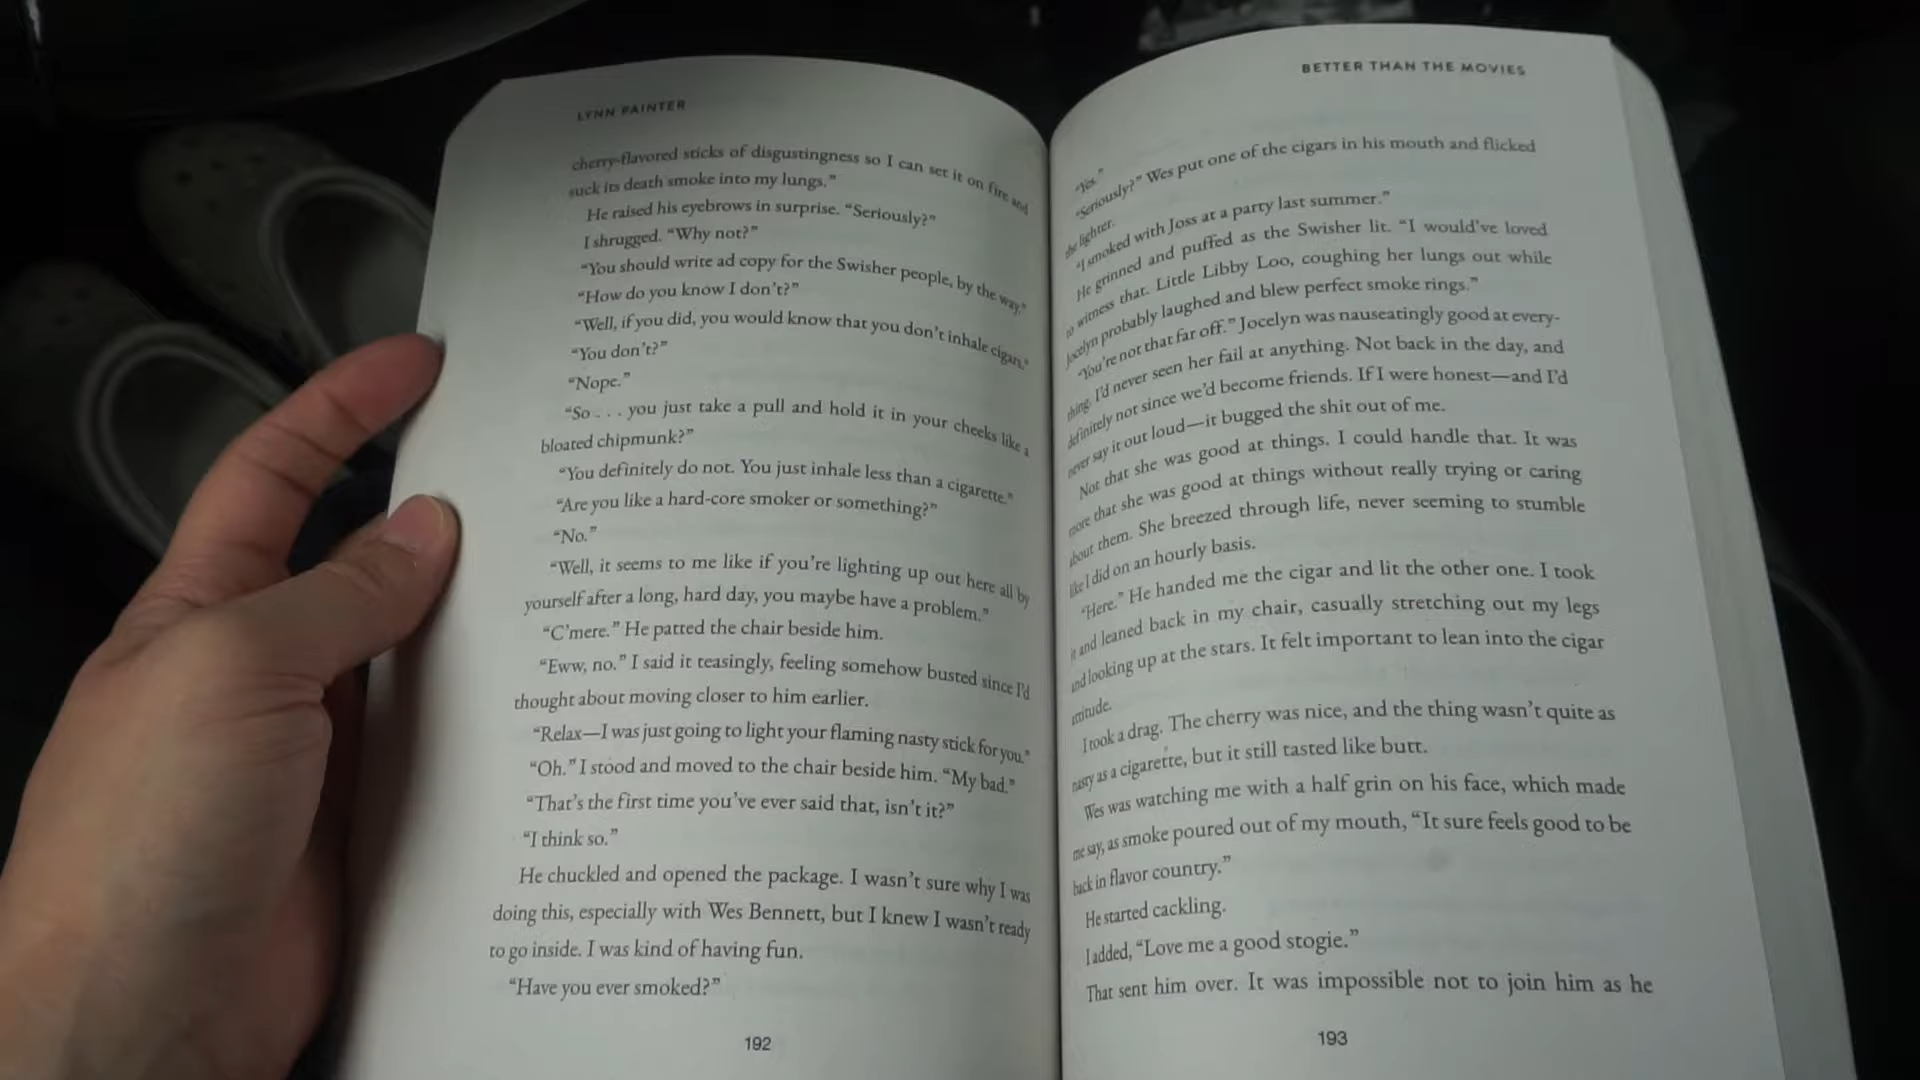 LYNN PAINTER
cherry-flavored sticks of disgustingness so I can set it on fire and
suck its death smoke into my lungs.”
He raised his eyebrows in surprise. “Seriously?”
I shrugged. “Why not?”
“You should write ad copy for the Swisher people, by the way.”
“How do you know I don’t?”
“Well, if you did, you would know that you don’t inhale cigars.”
“You don’t?”
“Nope.”
“So . . . you just take a pull and hold it in your cheeks like a
bloated chipmunk?”
“You definitely do not. You just inhale less than a cigarette.”
“Are you like a hard-core smoker or something?”
“No.”
“Well, it seems to me like if you’re lighting up out here all by
yourself after a long, hard day, you maybe have a problem.”
“C’mere.” He patted the chair beside him.
“Eww, no.” I said it teasingly, feeling somehow busted since I’d
thought about moving closer to him earlier.
“Relax—I was just going to light your flaming nasty stick for you.”
“Oh.” I stood and moved to the chair beside him. “My bad.”
“That’s the first time you’ve ever said that, isn’t it?”
“I think so.”
He chuckled and opened the package. I wasn’t sure why I was
doing this, especially with Wes Bennett, but I knew I wasn’t ready
to go inside. I was kind of having fun.
“Have you ever smoked?”
192
BETTER THAN THE MOVIES
“Yes.”
“Seriously?” Wes put one of the cigars in his mouth and flicked
the lighter.
“I smoked with Joss at a party last summer.”
He grinned and puffed as the Swisher lit. “I would’ve loved
to witness that. Little Libby Loo, coughing her lungs out while
Jocelyn probably laughed and blew perfect smoke rings.”
“You’re not that far off.” Jocelyn was nauseatingly good at every-
thing. I’d never seen her fail at anything. Not back in the day, and
definitely not since we’d become friends. If I were honest—and I’d
never say it out loud—it bugged the shit out of me.
Not that she was good at things. I could handle that. It was
more that she was good at things without really trying or caring
about them. She breezed through life, never seeming to stumble
like I did on an hourly basis.
“Here.” He handed me the cigar and lit the other one. I took
it and leaned back in my chair, casually stretching out my legs
and looking up at the stars. It felt important to lean into the cigar
attitude.
I took a drag. The cherry was nice, and the thing wasn’t quite as
nasty as a cigarette, but it still tasted like butt.
Wes was watching me with a half grin on his face, which made
me say, as smoke poured out of my mouth, “It sure feels good to be
back in flavor country.”
He started cackling.
I added, “Love me a good stogie.”
That sent him over. It was impossible not to join him as he
193